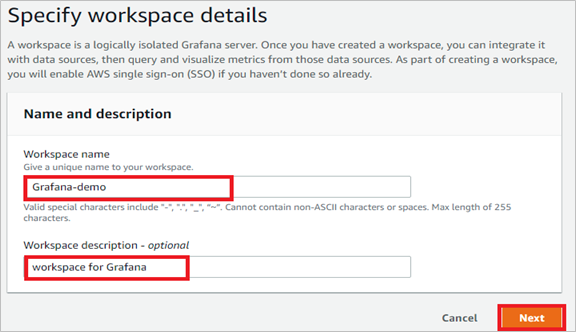 Specify workspace details
A workspace is a logically isolated Grafana server. Once you have created a workspace, you can integrate it
with data sources, then query and visualize metrics from those data sources. As part of creating a workspace,
you will enable AWS single sign-on (SSO) if you haven't done so already.
Name and description
Workspace name
Give a unique name to your workspace.
Grafana-demo
Valid special characters include "-", ".", "_", "~". Cannot contain non-ASCII characters or spaces. Max length of 255
characters.
Workspace description - optional
workspace for Grafana
Cancel Next